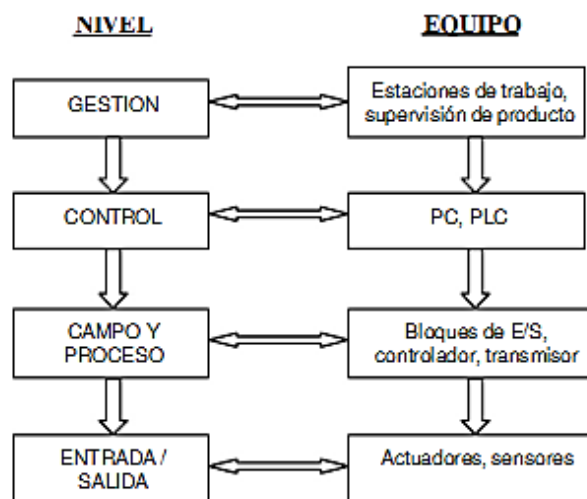 NIVEL
EQUIPO
GESTION
Estaciones de trabajo,
supervisión de producto
CONTROL
PC, PLC
CAMPO Y
PROCESO
Bloques de E/S,
controlador, transmisor
ENTRADA /
SALIDA
Actuadores, sensores